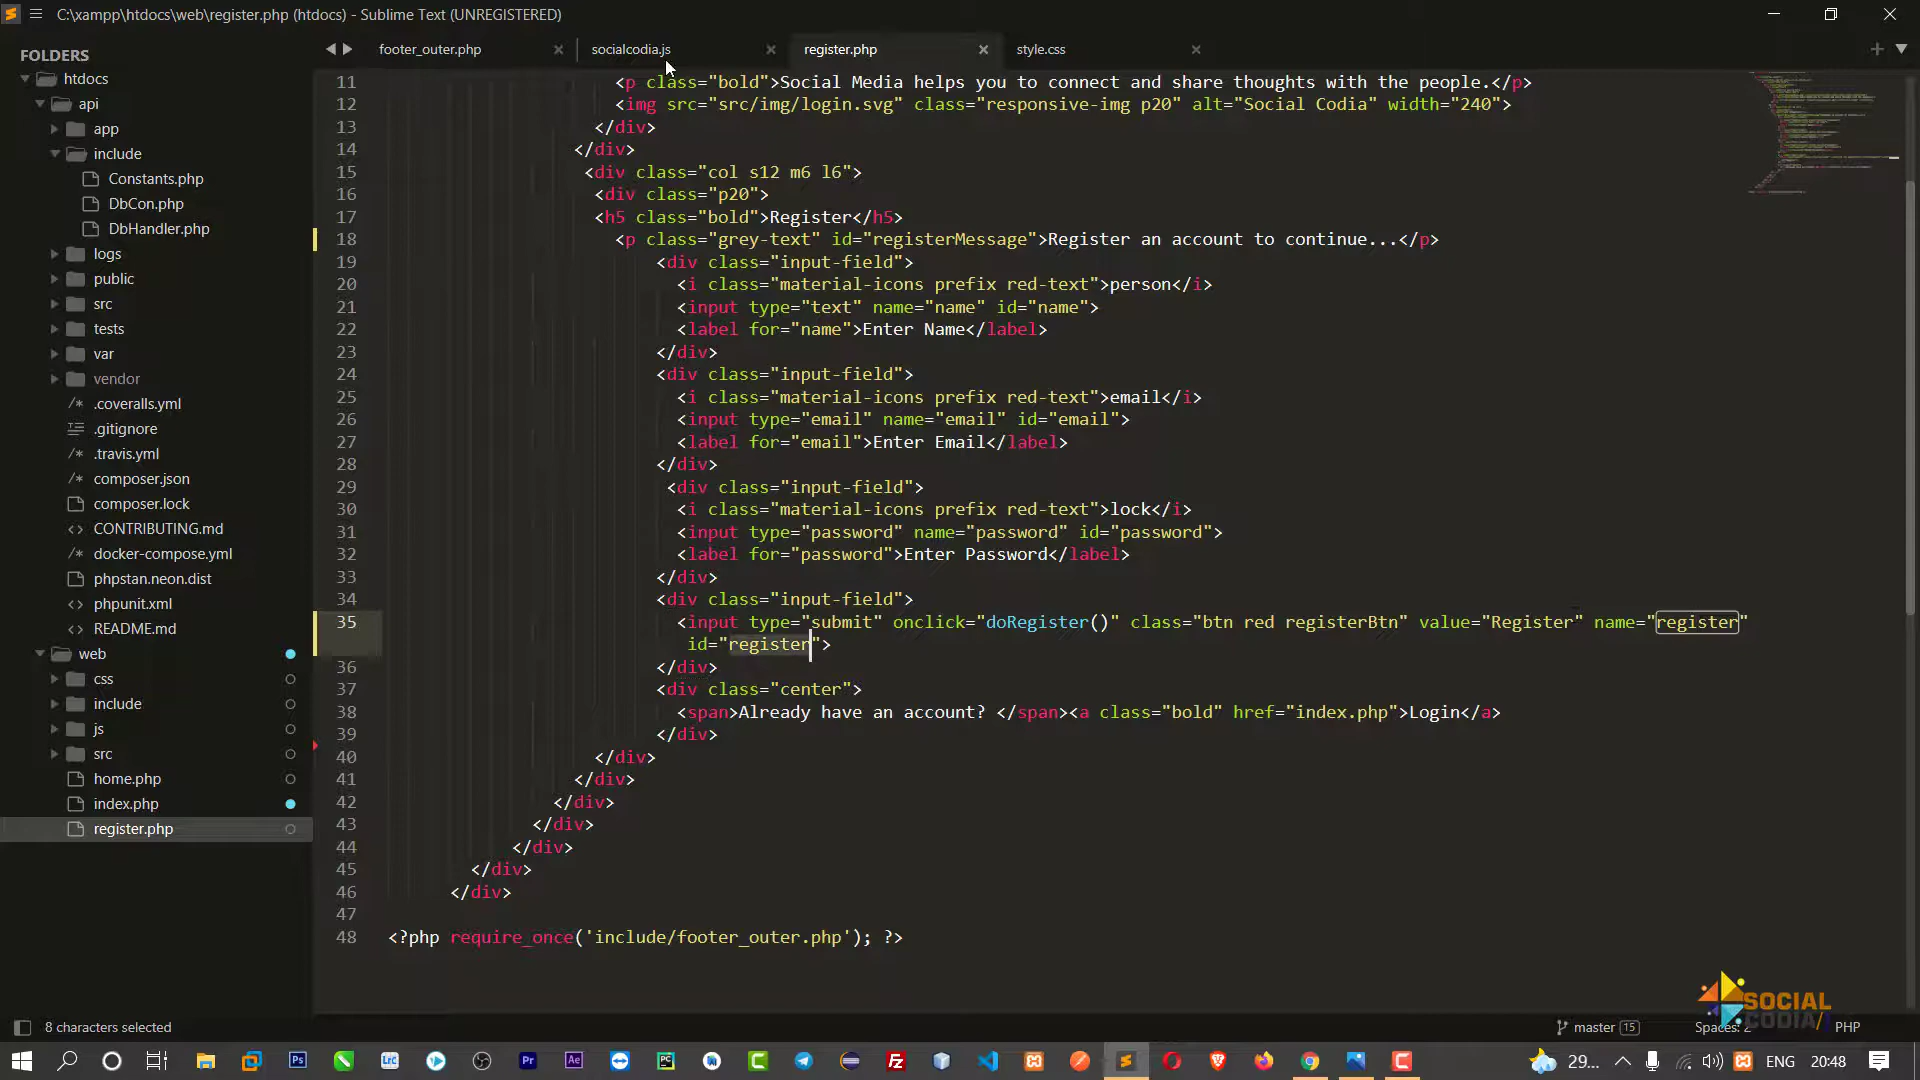 C:\xampp\htdocs\web\register.php (htdocs) - Sublime Text (UNREGISTERED)
FOLDERS
htdocs
api
app
include
Constants.php
DbCon.php
DbHandler.php
logs
public
src
tests
var
vendor
.coveralls.yml
.gitignore
.travis.yml
composer.json
composer.lock
CONTRIBUTING.md
docker-compose.yml
phpstan.neon.dist
phpunit.xml
README.md
web
css
include
js
src
home.php
index.php
register.php
footer_outer.php
socialcodia.js
register.php
style.css
11 <p class="bold">Social Media helps you to connect and share thoughts with the people.</p>
12 <img src="src/img/login.svg" class="responsive-img p20" alt="Social Codia" width="240">
13 </div>
14 </div>
15 <div class="col s12 m6 l6">
16 <div class="p20">
17 <h5 class="bold">Register</h5>
18 <p class="grey-text" id="registerMessage">Register an account to continue...</p>
19 <div class="input-field">
20 <i class="material-icons prefix red-text">person</i>
21 <input type="text" name="name" id="name">
22 <label for="name">Enter Name</label>
23 </div>
24 <div class="input-field">
25 <i class="material-icons prefix red-text">email</i>
26 <input type="email" name="email" id="email">
27 <label for="email">Enter Email</label>
28 </div>
29 <div class="input-field">
30 <i class="material-icons prefix red-text">lock</i>
31 <input type="password" name="password" id="password">
32 <label for="password">Enter Password</label>
33 </div>
34 <div class="input-field">
35 <input type="submit" onclick="doRegister()" class="btn red registerBtn" value="Register" name="register"
id="register">
36 </div>
37 <div class="center">
38 <span>Already have an account? </span><a class="bold" href="index.php">Login</a>
39 </div>
40 </div>
41 </div>
42 </div>
43 </div>
44 </div>
45 </div>
46 </div>
47
48 <?php require_once('include/footer_outer.php'); ?>
SOCIAL
CODIA/
8 characters selected
master 15
Spaces: 2
PHP
29...
ENG
20:48